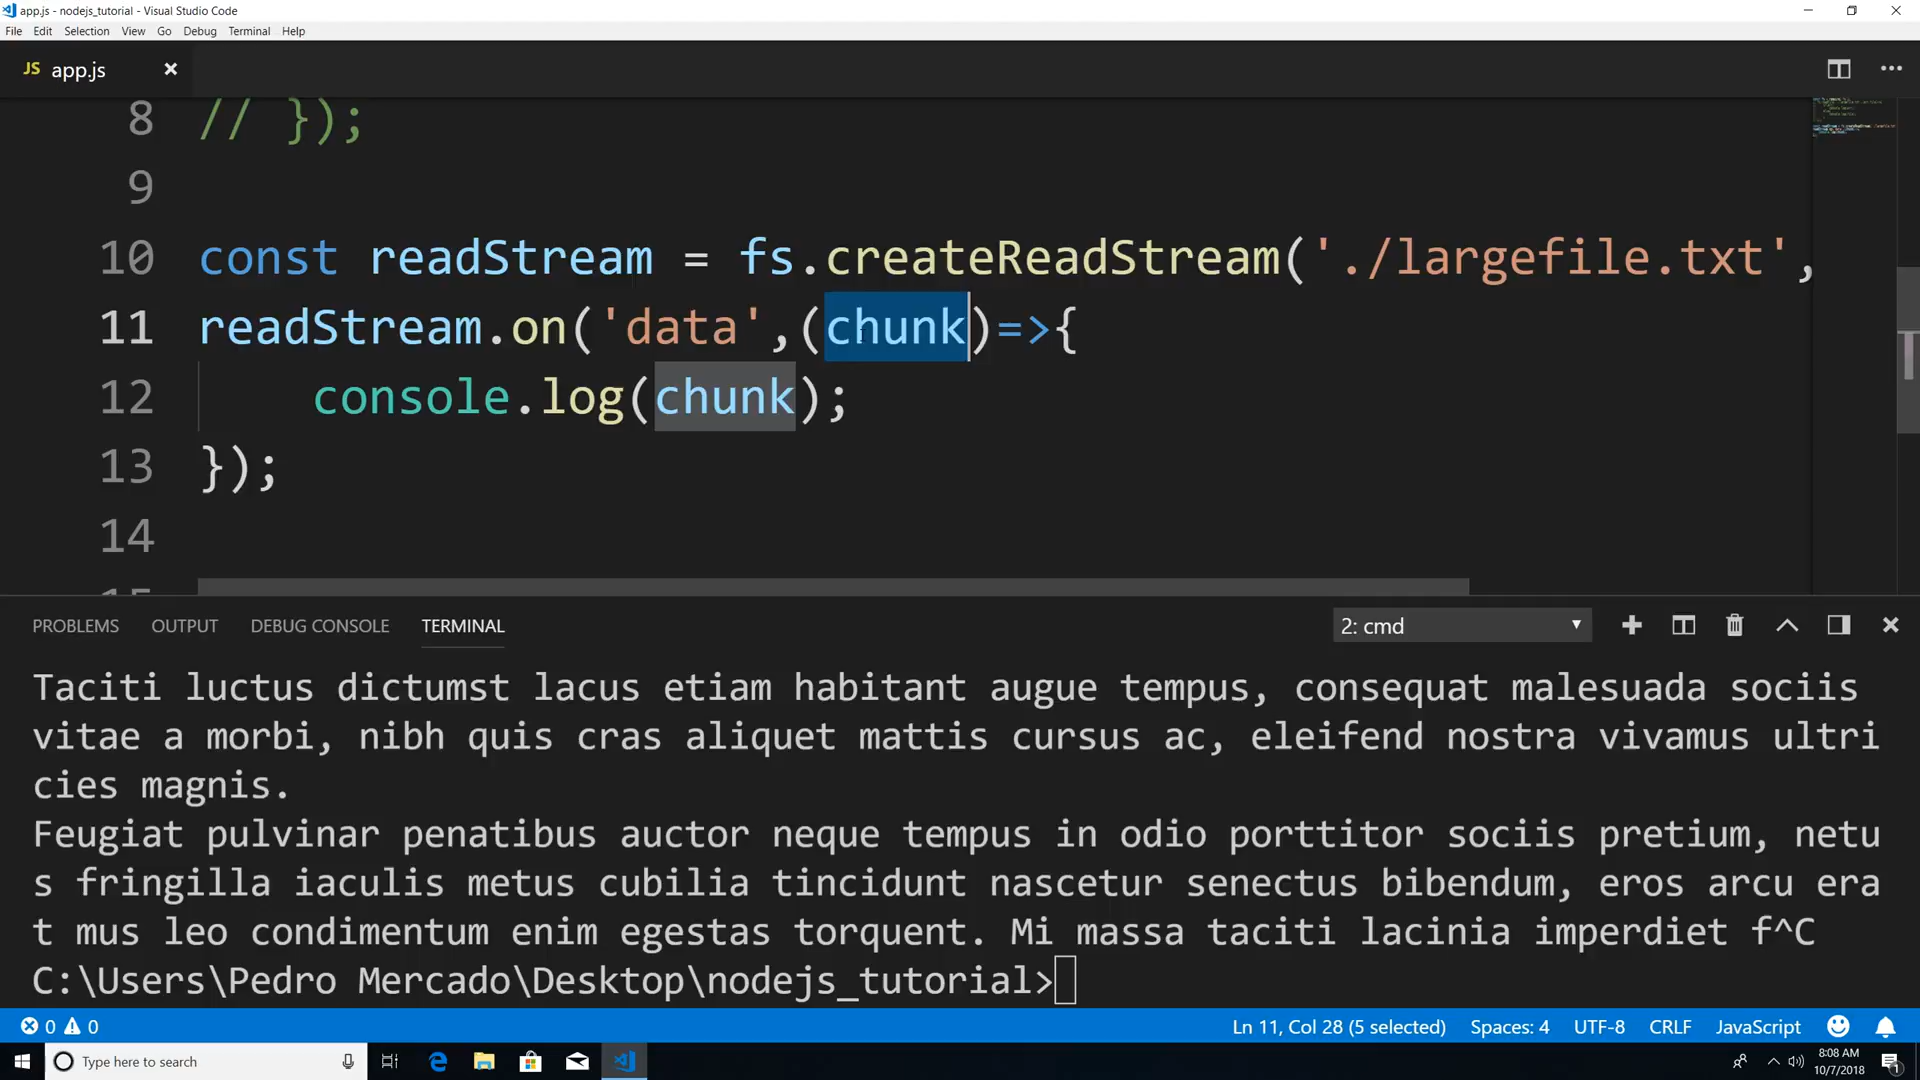 app.js - nodejs_tutorial - Visual Studio Code
File Edit Selection View Go Debug Terminal Help
JS app.js
8 // });
9
10 const readStream = fs.createReadStream('./largefile.txt',
11 readStream.on('data',(chunk)=>{
12 console.log(chunk);
13 });
14
PROBLEMS OUTPUT DEBUG CONSOLE TERMINAL 2: cmd
Taciti luctus dictumst lacus etiam habitant augue tempus, consequat malesuada sociis
vitae a morbi, nibh quis cras aliquet mattis cursus ac, eleifend nostra vivamus ultri
cies magnis.
Feugiat pulvinar penatibus auctor neque tempus in odio porttitor sociis pretium, netu
s fringilla iaculis metus cubilia tincidunt nascetur senectus bibendum, eros arcu era
t mus leo condimentum enim egestas torquent. Mi massa taciti lacinia imperdiet f^C
C:\Users\Pedro Mercado\Desktop\nodejs_tutorial>
0 0 Ln 11, Col 28 (5 selected) Spaces: 4 UTF-8 CRLF JavaScript
Type here to search
8:08 AM
10/7/2018
1